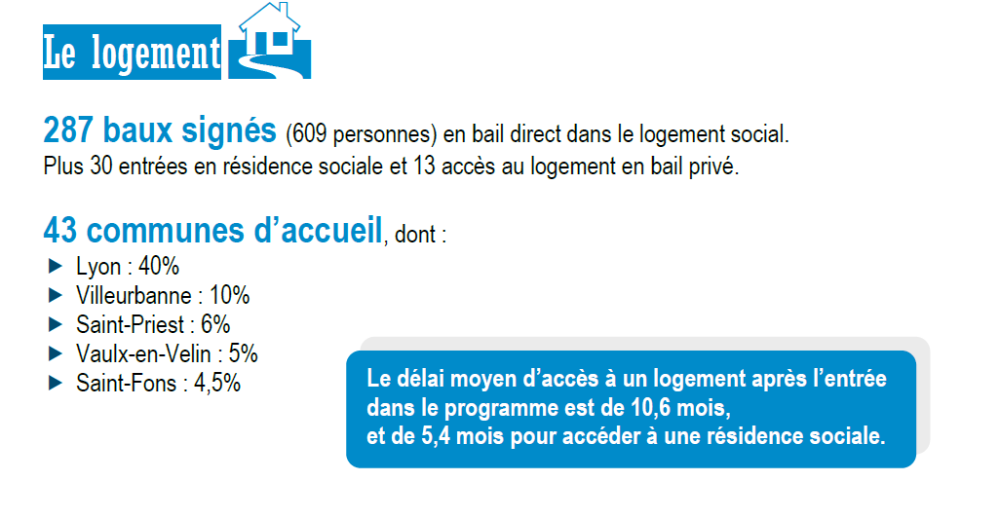 Le logement
287 baux signés (609 personnes) en bail direct dans le logement social.
Plus 30 entrées en résidence sociale et 13 accès au logement en bail privé.
43 communes d’accueil, dont :
► Lyon : 40%
► Villeurbanne : 10%
► Saint-Priest : 6%
► Vaulx-en-Velin : 5%
► Saint-Fons : 4,5%
Le délai moyen d’accès à un logement après l’entrée
dans le programme est de 10,6 mois,
et de 5,4 mois pour accéder à une résidence sociale.